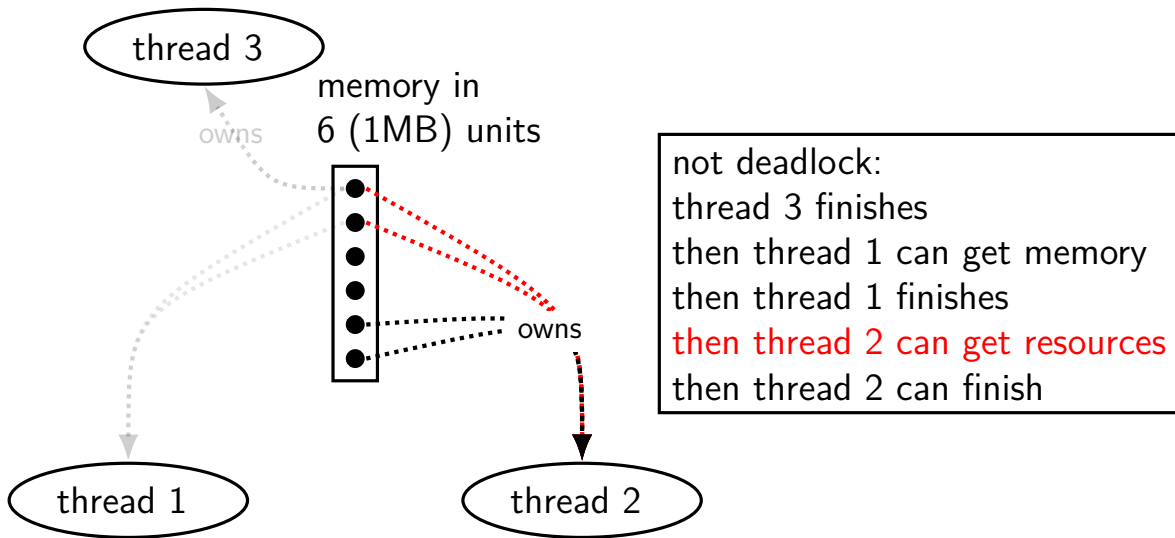 thread 3
memory in
6 (1MB) units
owns
not deadlock:
thread 3 finishes
then thread 1 can get memory
then thread 1 finishes
then thread 2 can get resources
then thread 2 can finish
owns
thread 1
thread 2